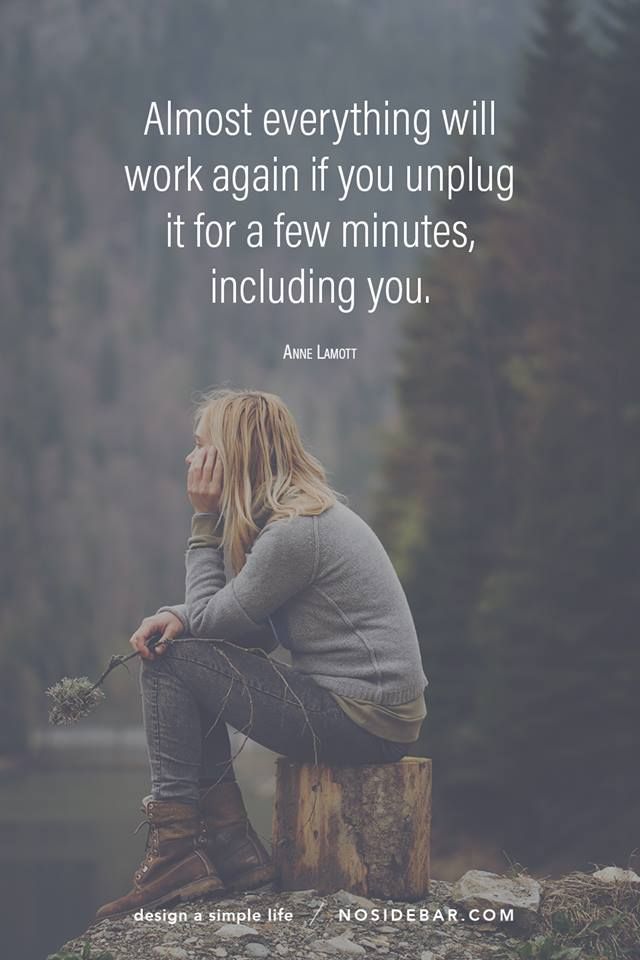 Almost everything will
work again if you unplug
it for a few minutes,
including you.
Anne Lamott
design a simple life / NOSIDEBAR.COM